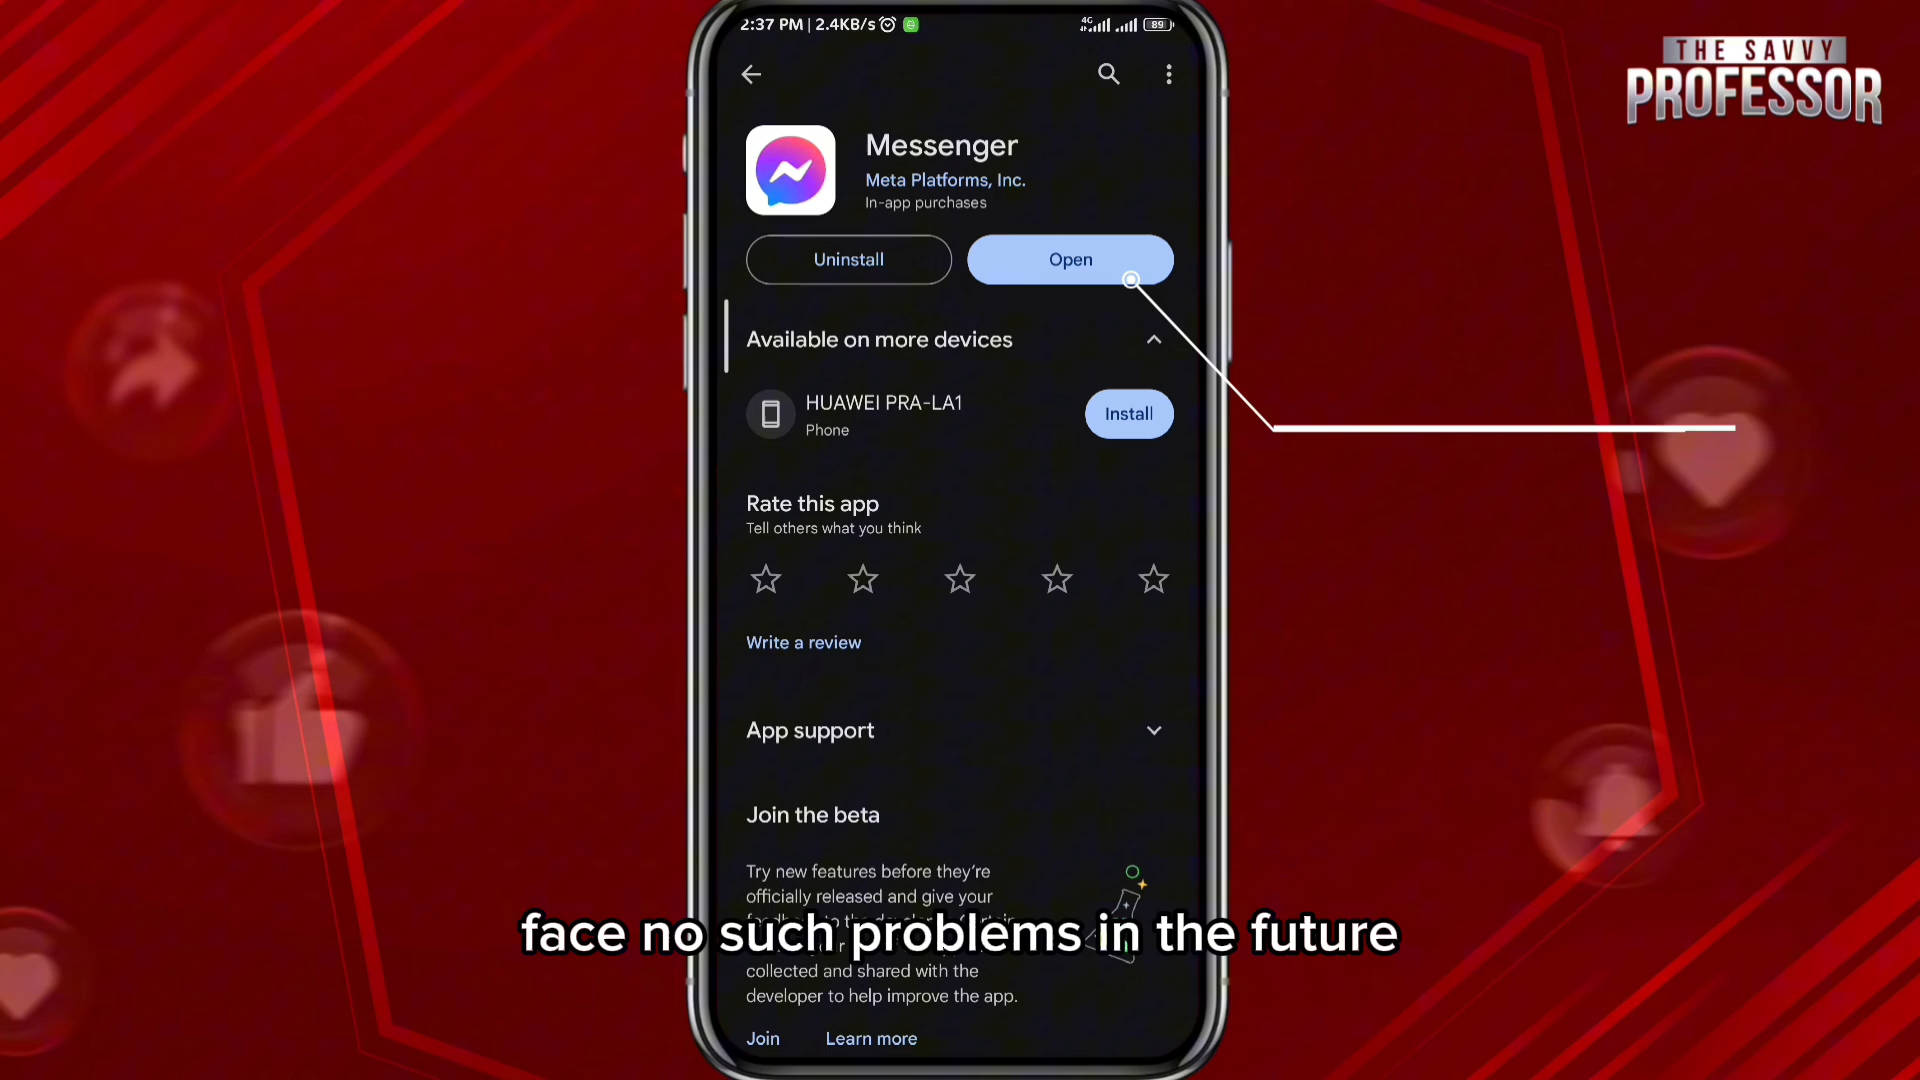 2:37 PM | 2.4KB/s
4G
89
THE SAVVY
PROFESSOR
Messenger
Meta Platforms, Inc.
In-app purchases
Uninstall
Open
Available on more devices
HUAWEI PRA-LA1
Phone
Install
Rate this app
Tell others what you think
Write a review
App support
Join the beta
Try new features before they're
officially released and give your
face no such problems in the future
collected and shared with the
developer to help improve the app.
Join
Learn more